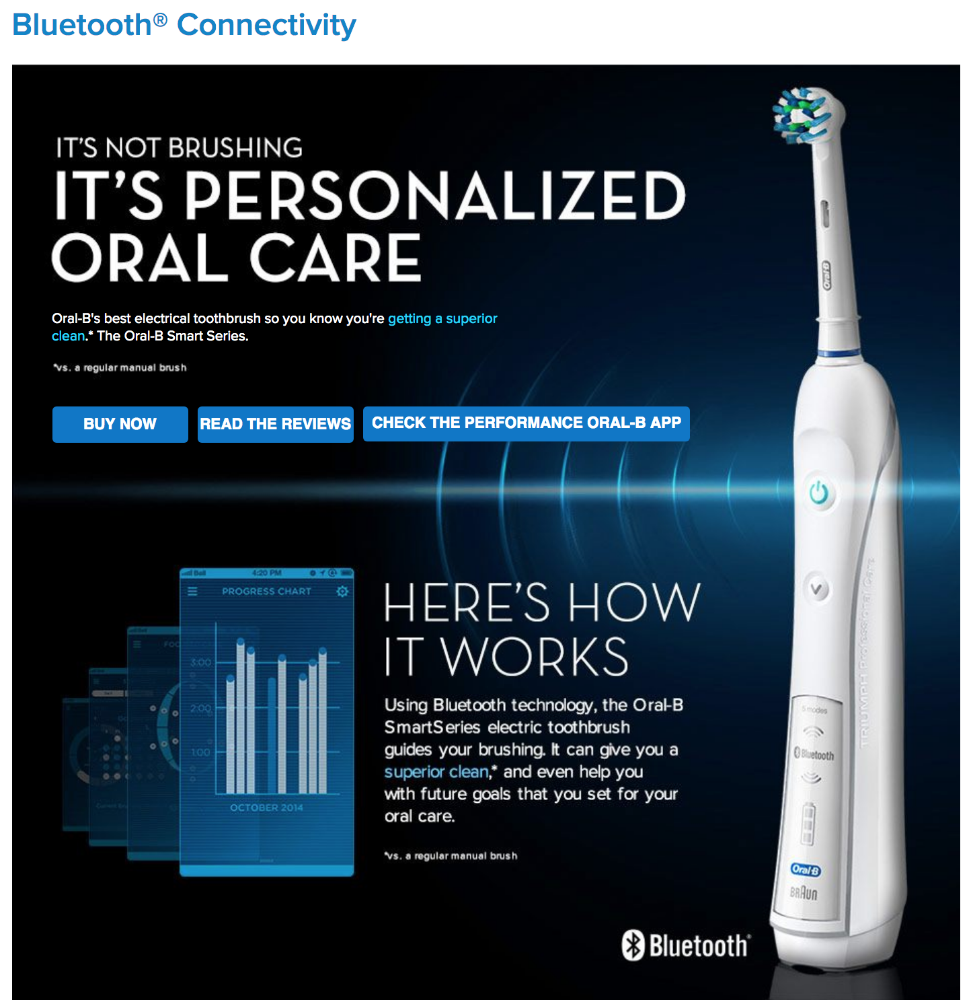 Bluetooth® Connectivity
IT'S NOT BRUSHING
IT'S PERSONALIZED
ORAL CARE
Oral-B's best electrical toothbrush so you know you're getting a superior
clean.* The Oral-B Smart Series.
*vs. a regular manual brush
BUY NOW
READ THE REVIEWS
CHECK THE PERFORMANCE ORAL-B APP
Bell 4:20 PM
PROGRESS CHART
3:00
2:00
1:00
OCTOBER 2014
HERE'S HOW
IT WORKS
Using Bluetooth technology, the Oral-B
SmartSeries electric toothbrush
guides your brushing. It can give you a
superior clean,* and even help you
with future goals that you set for your
oral care.
*vs. a regular manual brush
Oral-B
TRIUMPH Professional Care
5 modes
Bluetooth
Oral-B
BRAUN
Bluetooth®